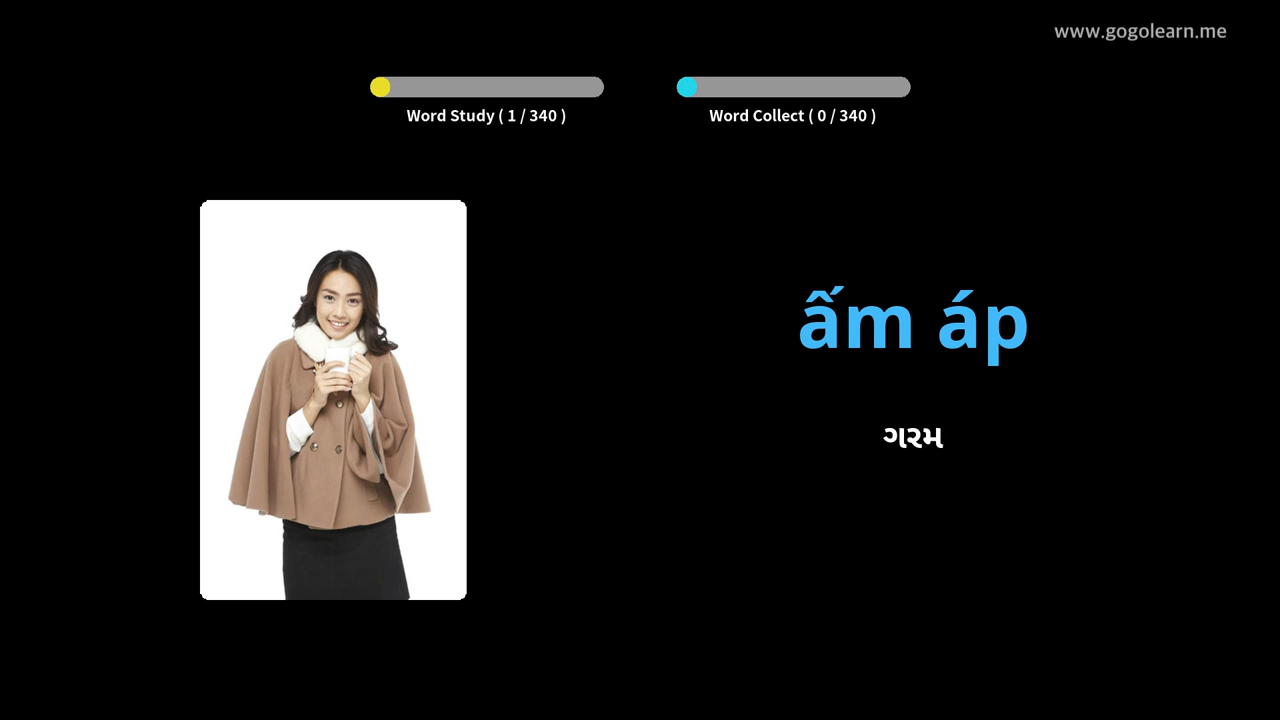 www.gogolearn.me
Word Study ( 1 / 340 )
Word Collect ( 0 / 340 )
ấm áp
ગરમ